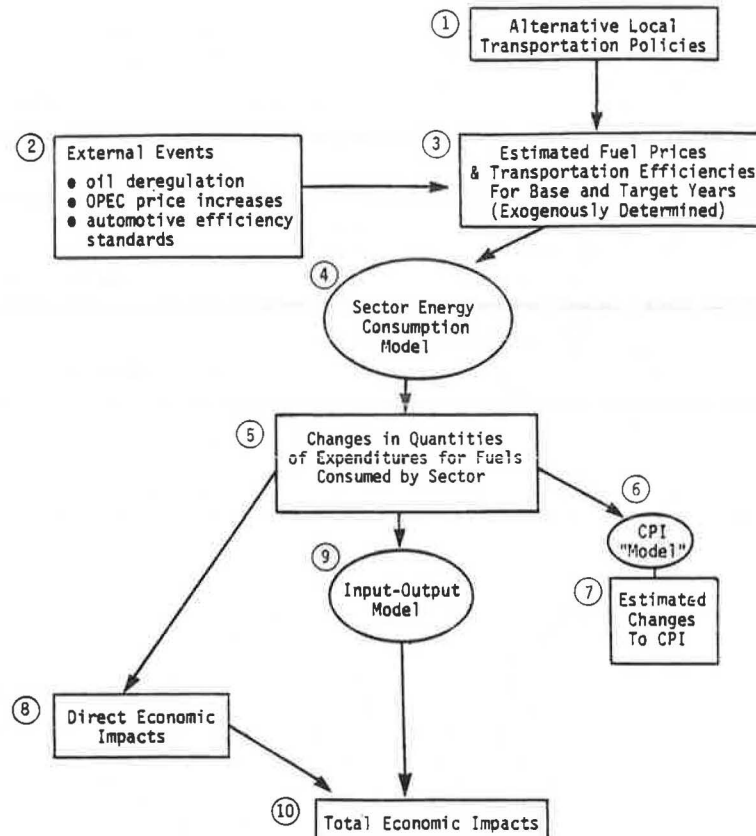 1
Alternative Local
Transportation Policies
2
External Events
• oil deregulation
• OPEC price increases
• automotive efficiency
standards
3
Estimated Fuel Prices
& Transportation Efficiencies
For Base and Target Years
(Exogenously Determined)
4
Sector Energy
Consumption
Model
5
Changes in Quantities
of Expenditures for Fuels
Consumed by Sector
6
CPI
"Model"
7
Estimated
Changes
To CPI
9
Input-Output
Model
8
Direct Economic
Impacts
10
Total Economic Impacts